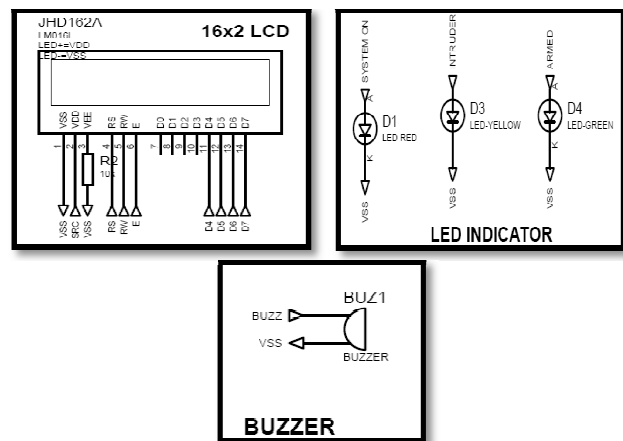 JHD162A
LM016L
LED+=VDD
LED-=VSS
16x2 LCD
VSS VDD VEE RS RW E D0 D1 D2 D3 D4 D5 D6 D7
1 2 3 4 5 6 7 8 9 10 11 12 13 14
R2
VSS SRC VSS RS RW E D4 D5 D6 D7
SYSTEM ON
NTRUDER
ARMED
A
A
D1
LED RED
D3
LED-YELLOW
D4
LED-GREEN
K
K
VSS
VSS
VSS
LED INDICATOR
BUZ1
BUZZ
VSS
BUZZER
BUZZER